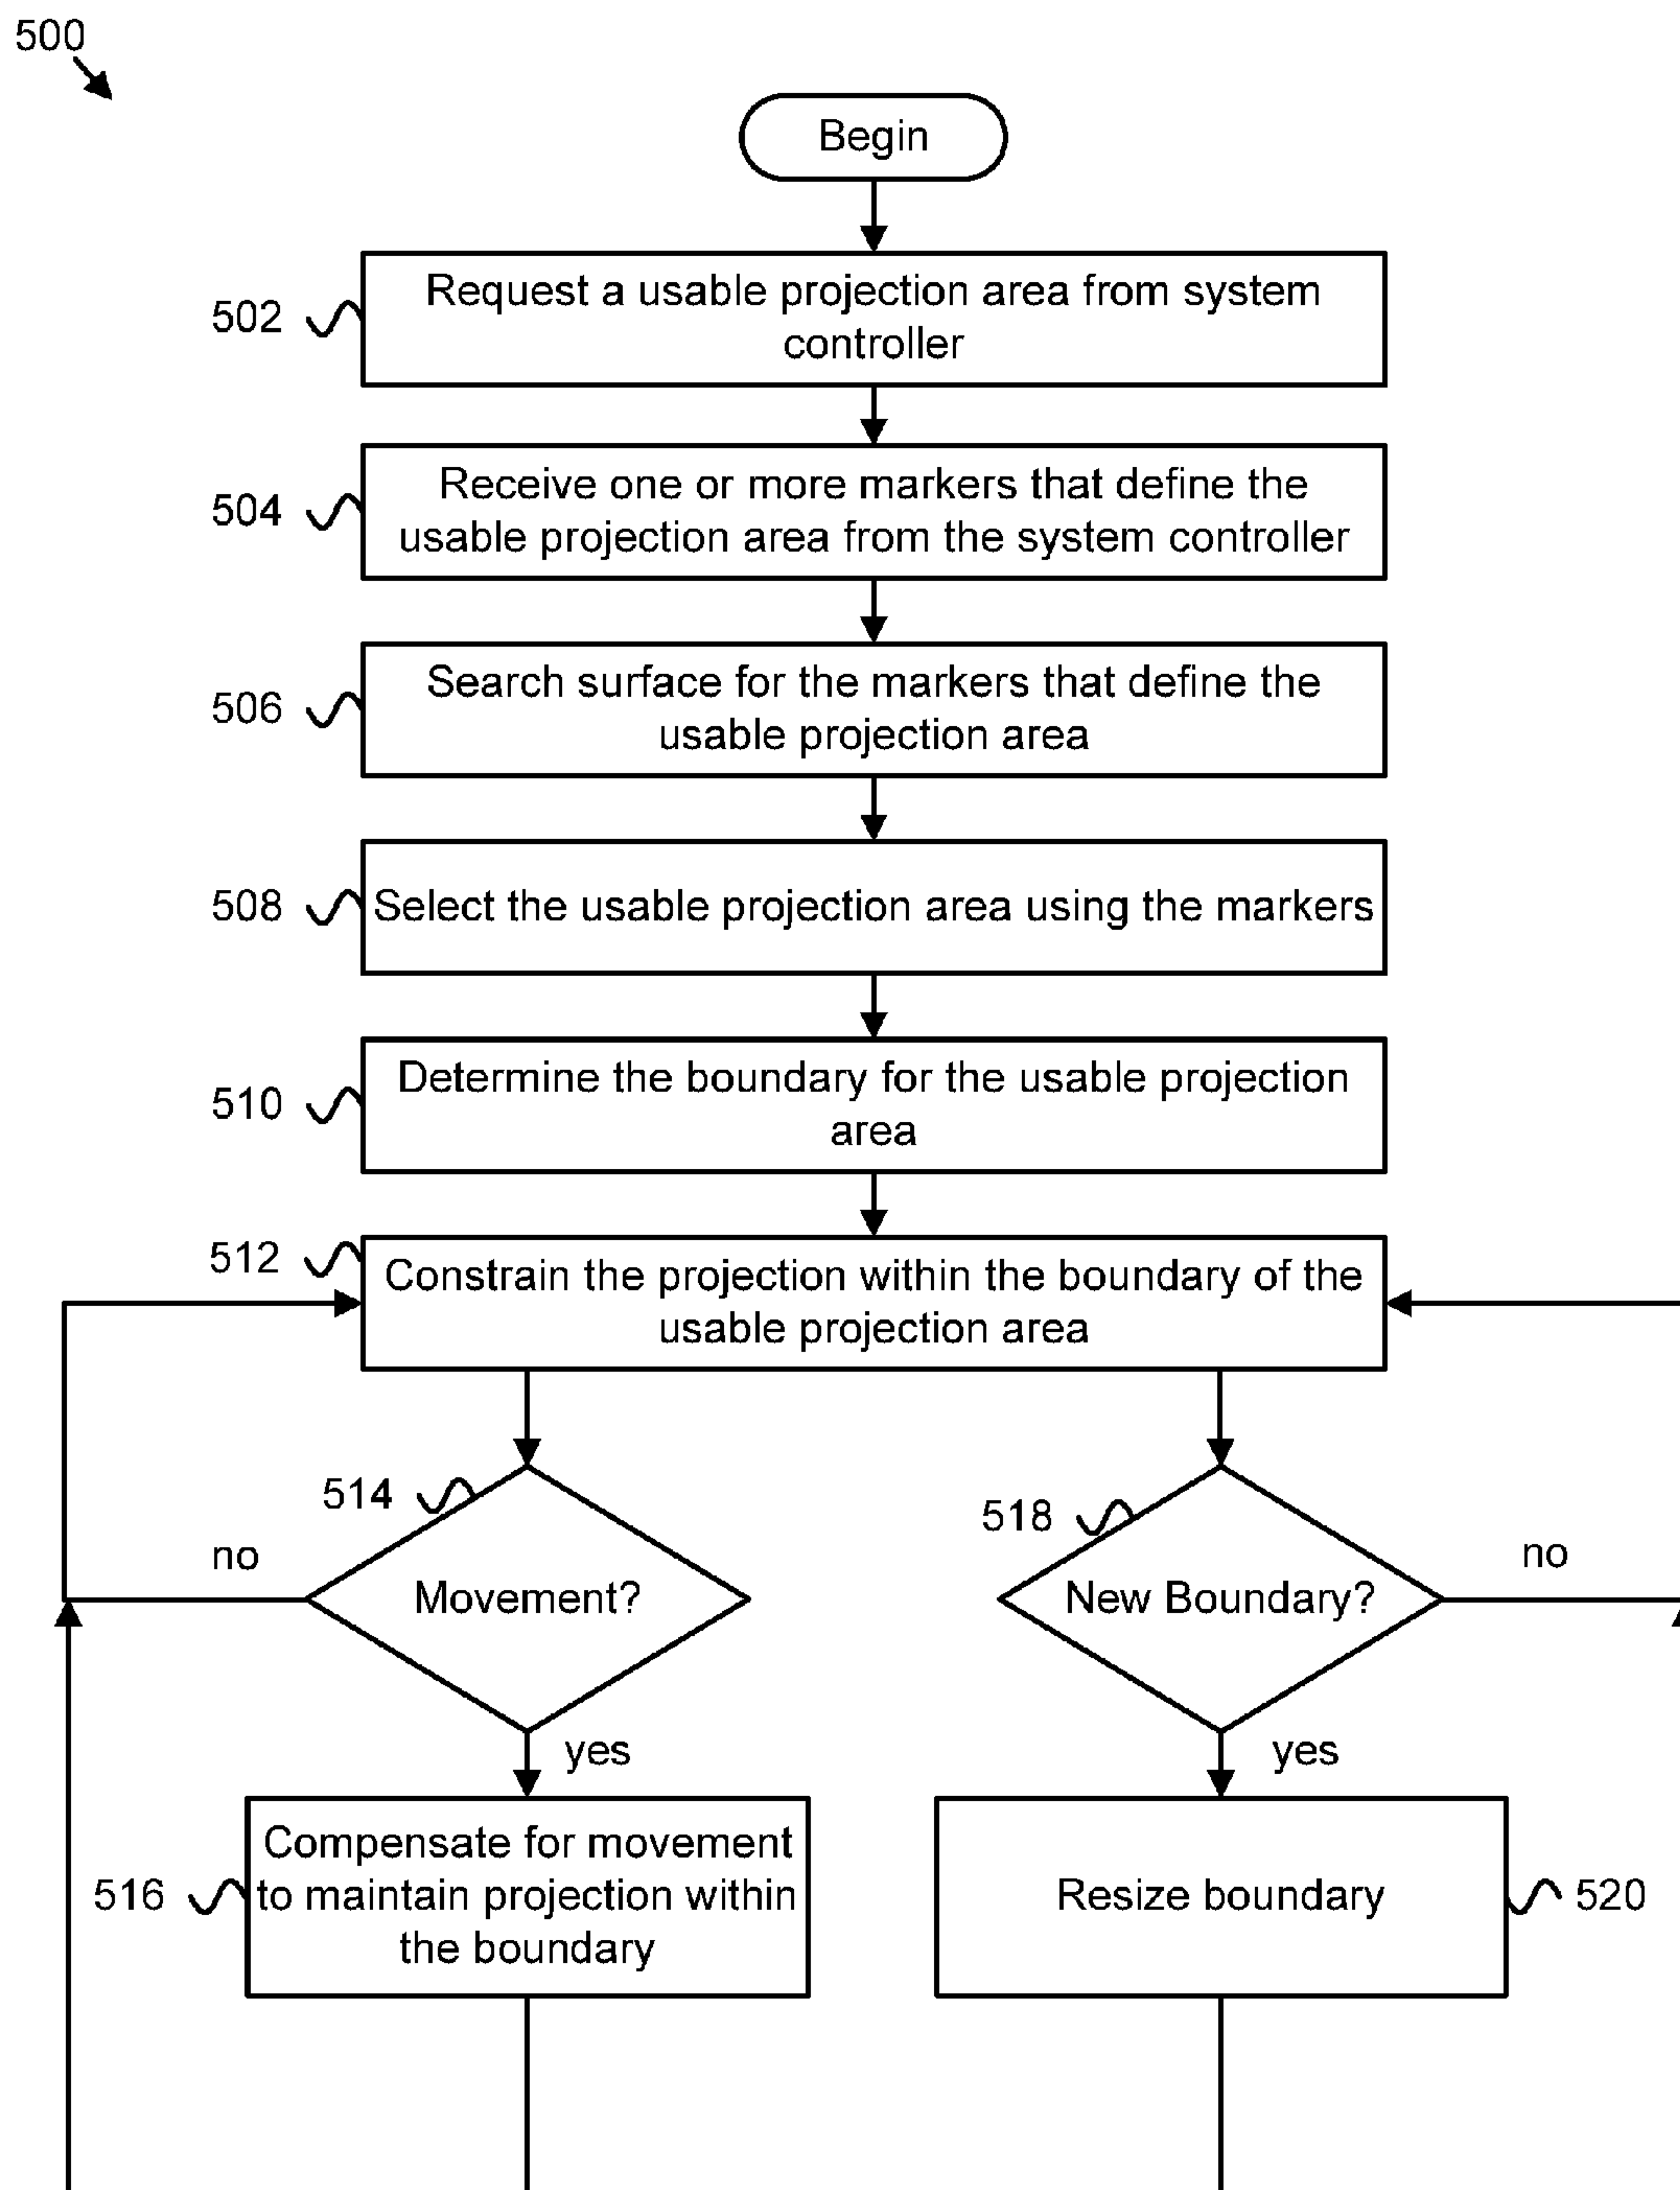 500
Begin
502
Request a usable projection area from system
controller
504
Receive one or more markers that define the
usable projection area from the system controller
506
Search surface for the markers that define the
usable projection area
508
Select the usable projection area using the markers
510
Determine the boundary for the usable projection
area
512
Constrain the projection within the boundary of the
usable projection area
514
Movement?
no
yes
518
New Boundary?
no
yes
516
Compensate for movement
to maintain projection within
the boundary
Resize boundary
520